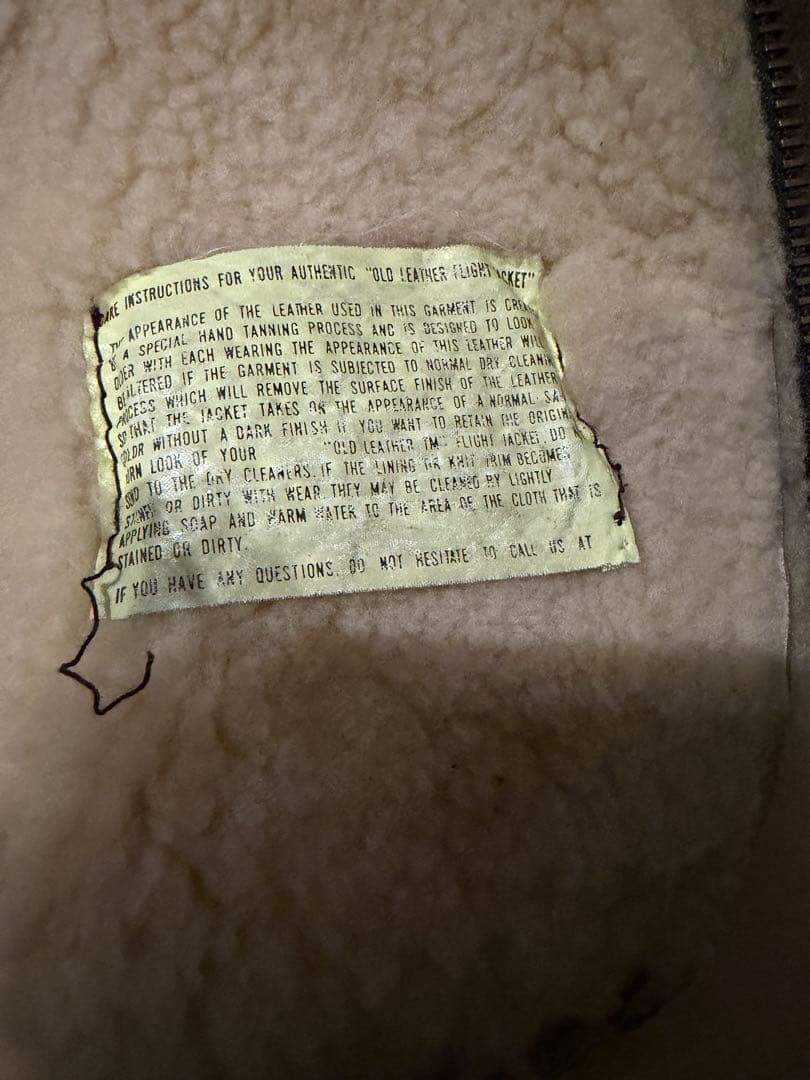 ARE INSTRUCTIONS FOR YOUR AUTHENTIC "OLD LEATHER FLIGHT CKET"
APPEARANCE OF THE LEATHER USED IN THIS GARMENT IS
A SPECIAL HAND TANNING PROCESS AND IS DESIGNED TO LOOK
WITH EACH WEARING THE APPEARANCE OF THIS LEATHER WILL
IF THE GARMENT IS SUBJECTED TO NORMAL DRY
WHICH WILL REMOVE THE SURFACE FINISH OF THE LEATHER
SO THAT THE JACKET TAKES ON THE APPEARANCE OF A NORMAL
WITHOUT A DARK FINISH IF YOU WANT TO RETAIN THE
LOOK OF YOUR "OLD LEATHER TM" FLIGHT JACKET. DO
TO THE DRY CLEANERS. IF THE LINING OR KNIT TRIM BECOMES
OR DIRTY WITH WEAR, THEY MAY BE CLEANED BY LIGHTLY
APPLYING SOAP AND WARM WATER TO THE AREA OF THE CLOTH THAT IS
STAINED OR DIRTY.
IF YOU HAVE ANY QUESTIONS, DO NOT HESITATE TO CALL US AT